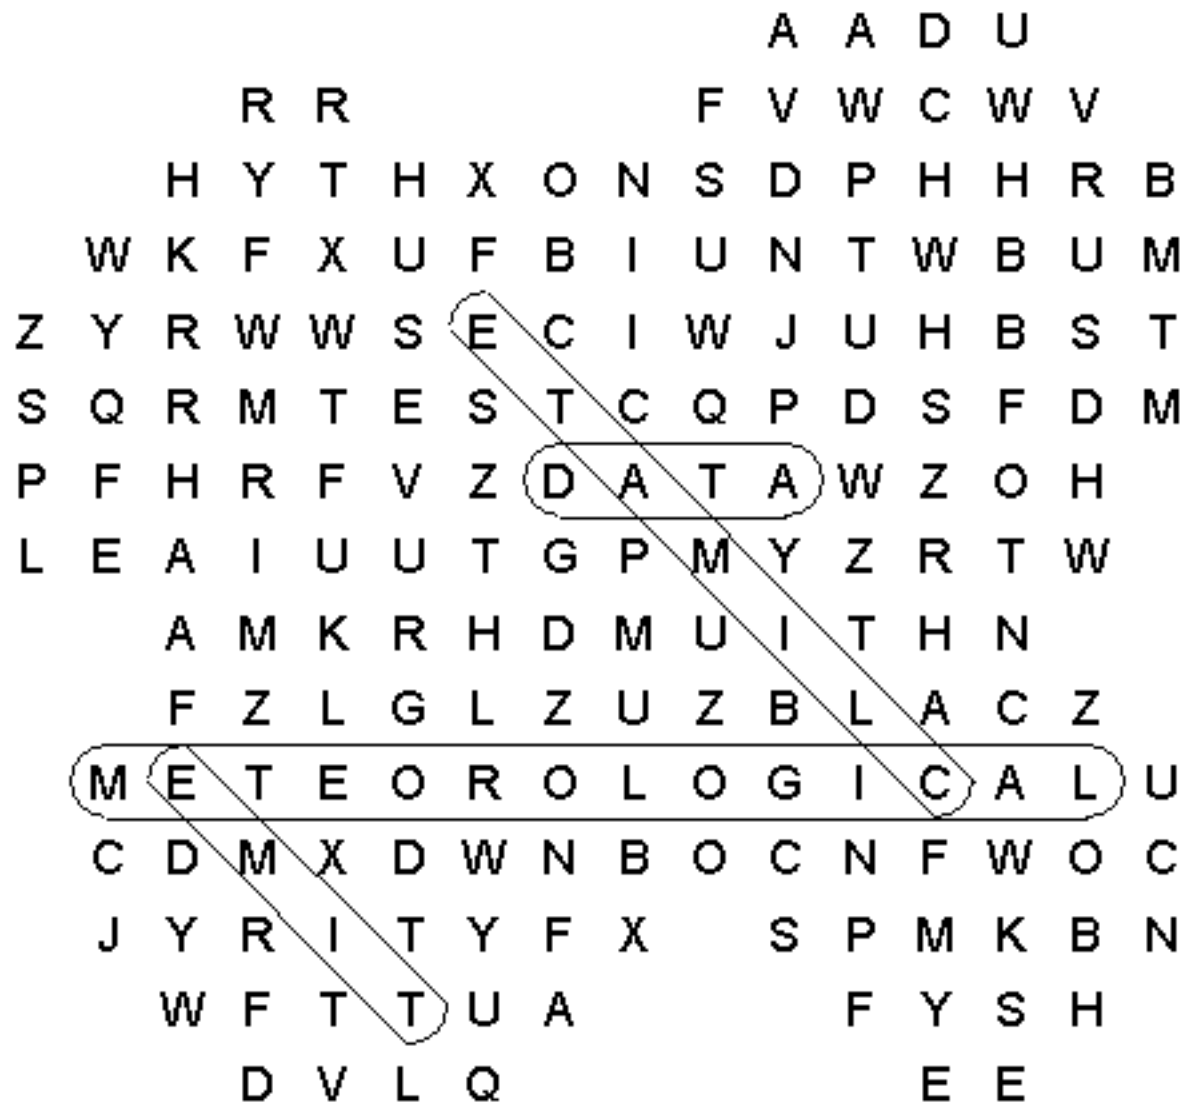 A A D U
R R F V W C W V
H Y T H X O N S D P H H R B
W K F X U F B I U N T W B U M
Z Y R W W S E C I W J U H B S T
S Q R M T E S T C Q P D S F D M
P F H R F V Z D A T A W Z O H
L E A I U U T G P M Y Z R T W
A M K R H D M U I T H N
F Z L G L Z U Z B L A C Z
M E T E O R O L O G I C A L U
C D M X D W N B O C N F W O C
J Y R I T Y F X S P M K B N
W F T T U A F Y S H
D V L Q E E